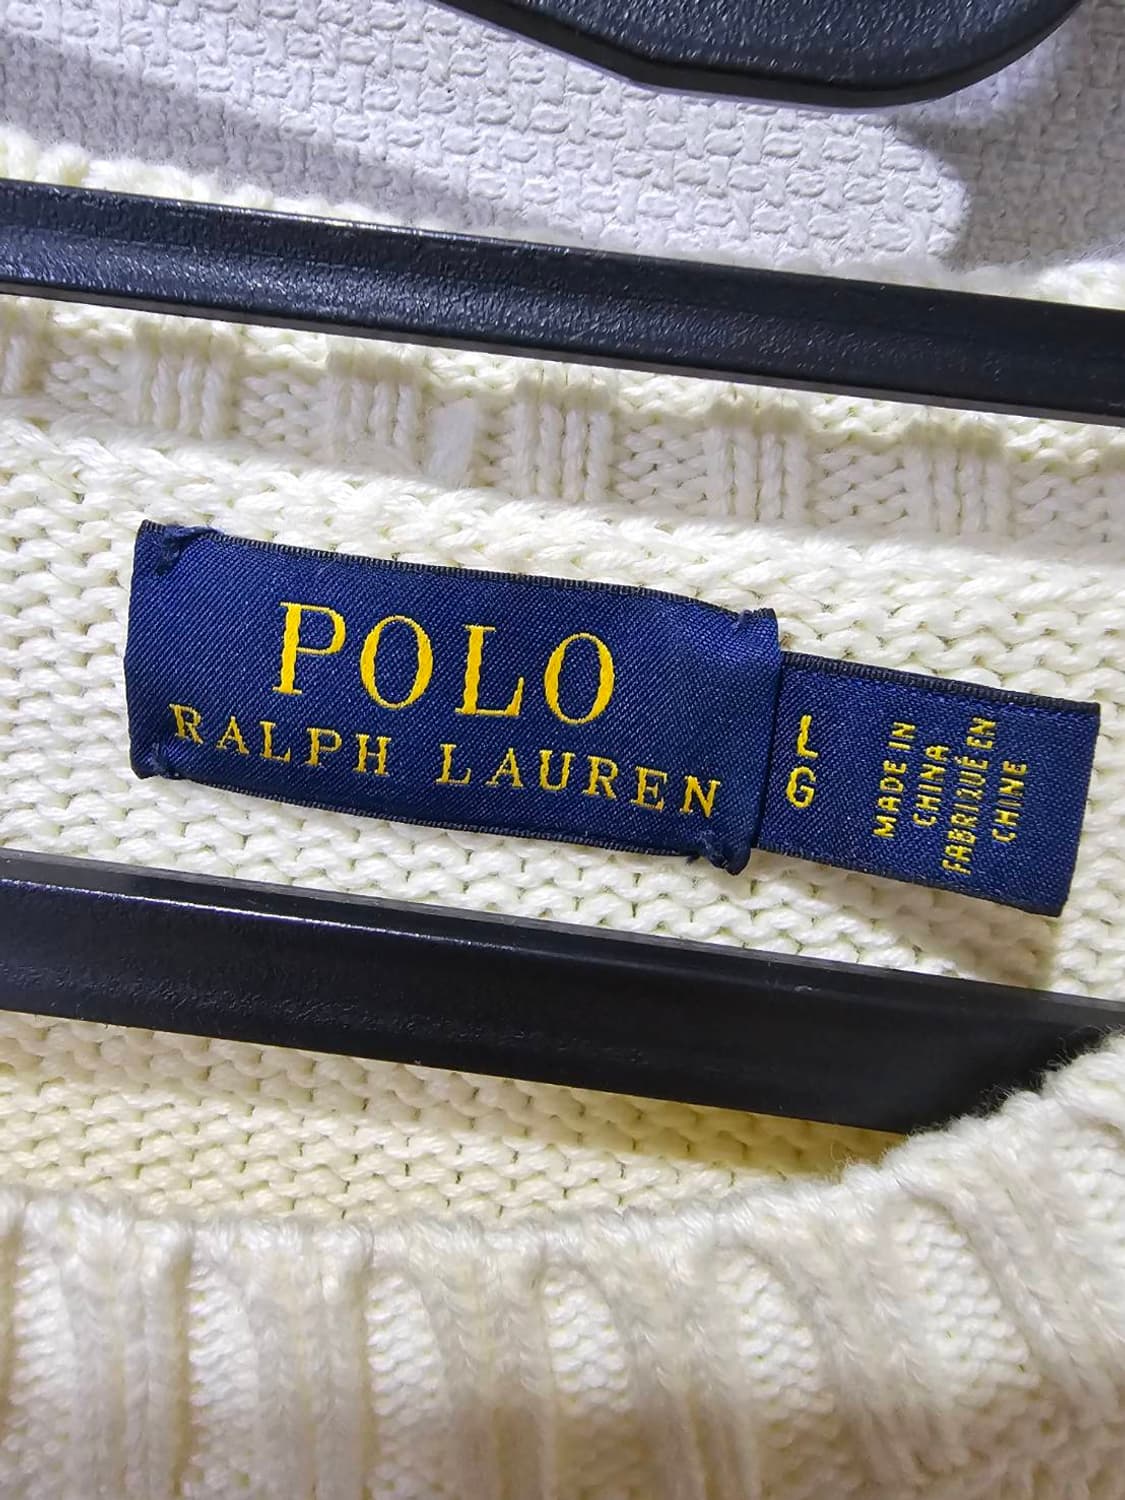 POLO
RALPH LAUREN
L
G
MADE IN
CHINA
FABRIQUÉ EN
CHINE